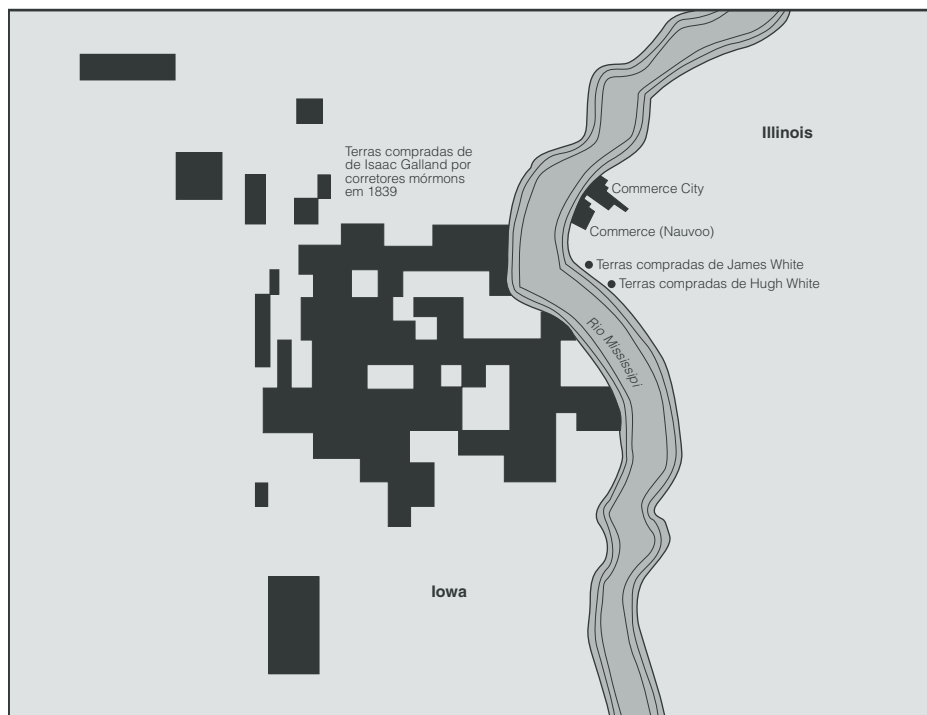 Illinois
Terras compradas de
de Isaac Galland por
corretores mórmons
em 1839
Commerce City
Commerce (Nauvoo)
Terras compradas de James White
Terras compradas de Hugh White
Rio Mississipi
Iowa